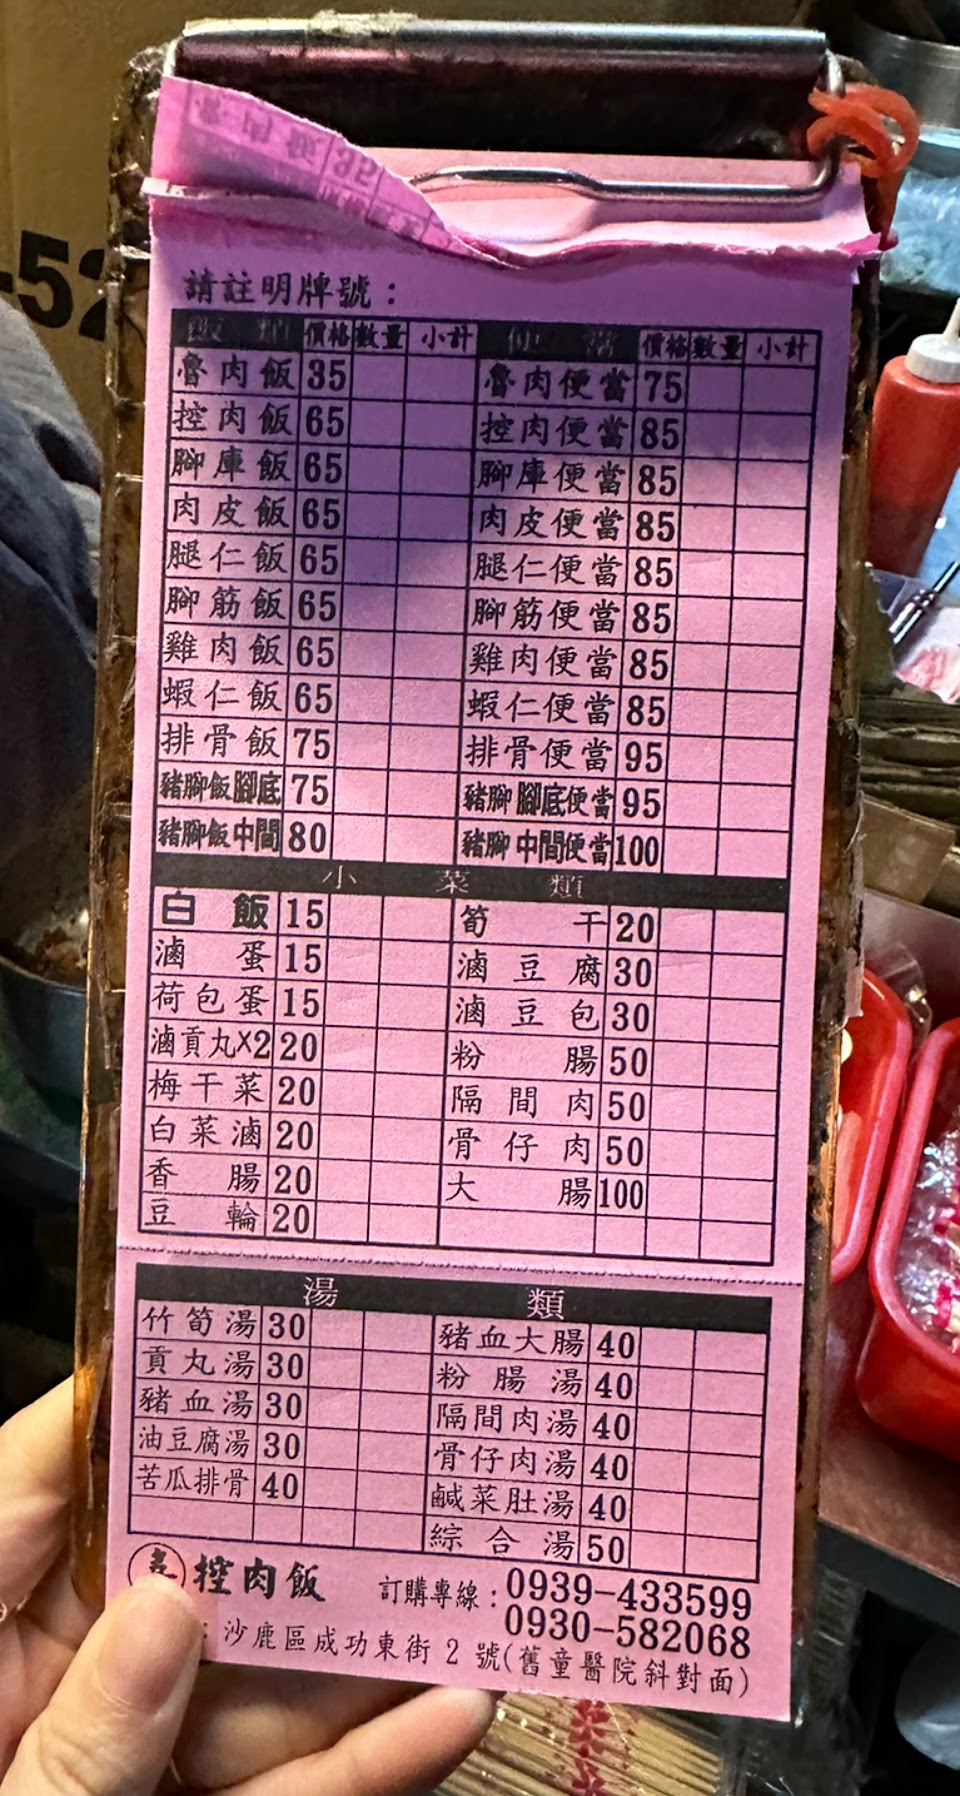 32
-52
請註明牌號：
飯類 價格 數量 小計 便當 價格 數量 小計
魯肉飯 35 魯肉便當 75
控肉飯 65 控肉便當 85
腳庫飯 65 腳庫便當 85
肉皮飯 65 肉皮便當 85
腿仁飯 65 腿仁便當 85
腳筋飯 65 腳筋便當 85
雞肉飯 65 雞肉便當 85
蝦仁飯 65 蝦仁便當 85
排骨飯 75 排骨便當 95
豬腳飯腳底 75 豬腳腳底便當 95
豬腳飯中間 80 豬腳中間便當 100
小菜類
白飯 15 筍干 20
滷蛋 15 滷豆腐 30
荷包蛋 15 滷豆包 30
滷貢丸X2 20 粉腸 50
梅干菜 20 隔間肉 50
白菜滷 20 骨仔肉 50
香腸 20 大腸 100
豆輪 20
湯類
竹筍湯 30 豬血大腸 40
貢丸湯 30 粉腸湯 40
豬血湯 30 隔間肉湯 40
油豆腐湯 30 骨仔肉湯 40
苦瓜排骨 40 鹹菜肚湯 40
綜合湯 50
控肉飯 訂購專線：0939-433599
0930-582068
：沙鹿區成功東街 2 號(舊童醫院斜對面)